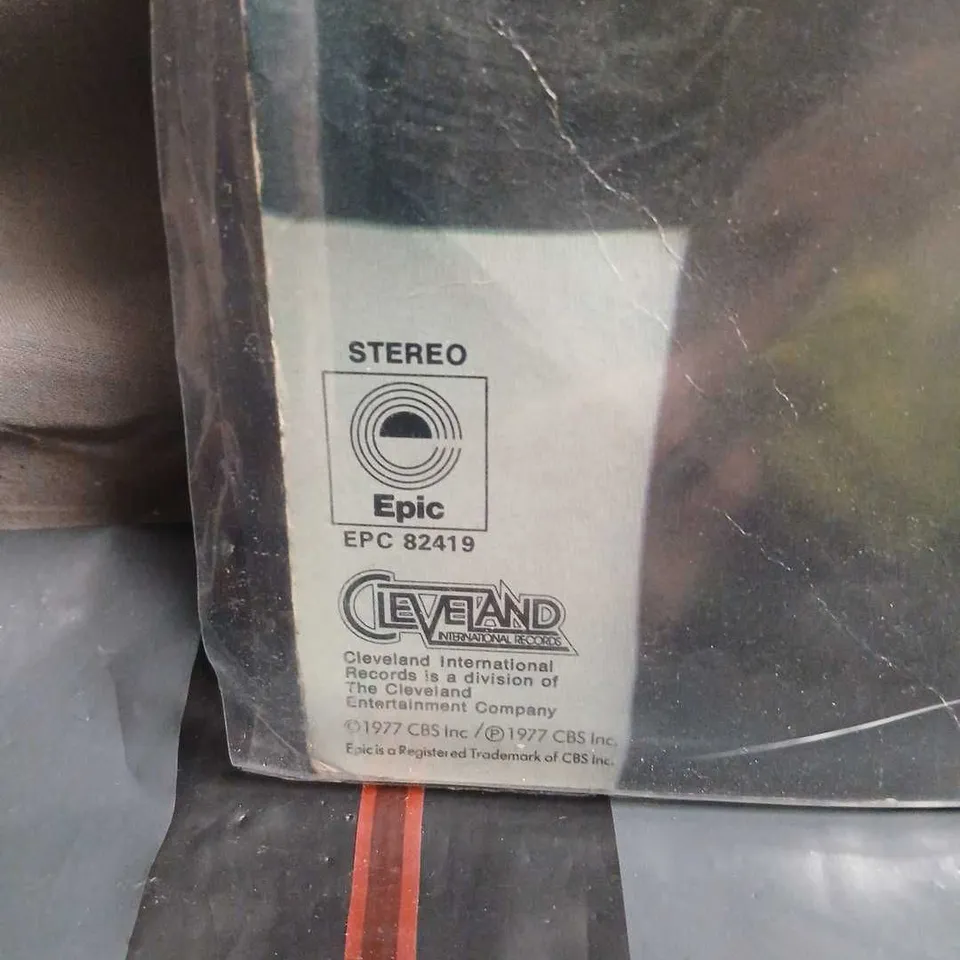 STEREO
Epic
EPC 82419
CLEVELAND
INTERNATIONAL RECORDS
Cleveland International
Records is a division of
The Cleveland
Entertainment Company
©1977 CBS Inc / ℗ 1977 CBS Inc.
Epic is a Registered Trademark of CBS Inc.